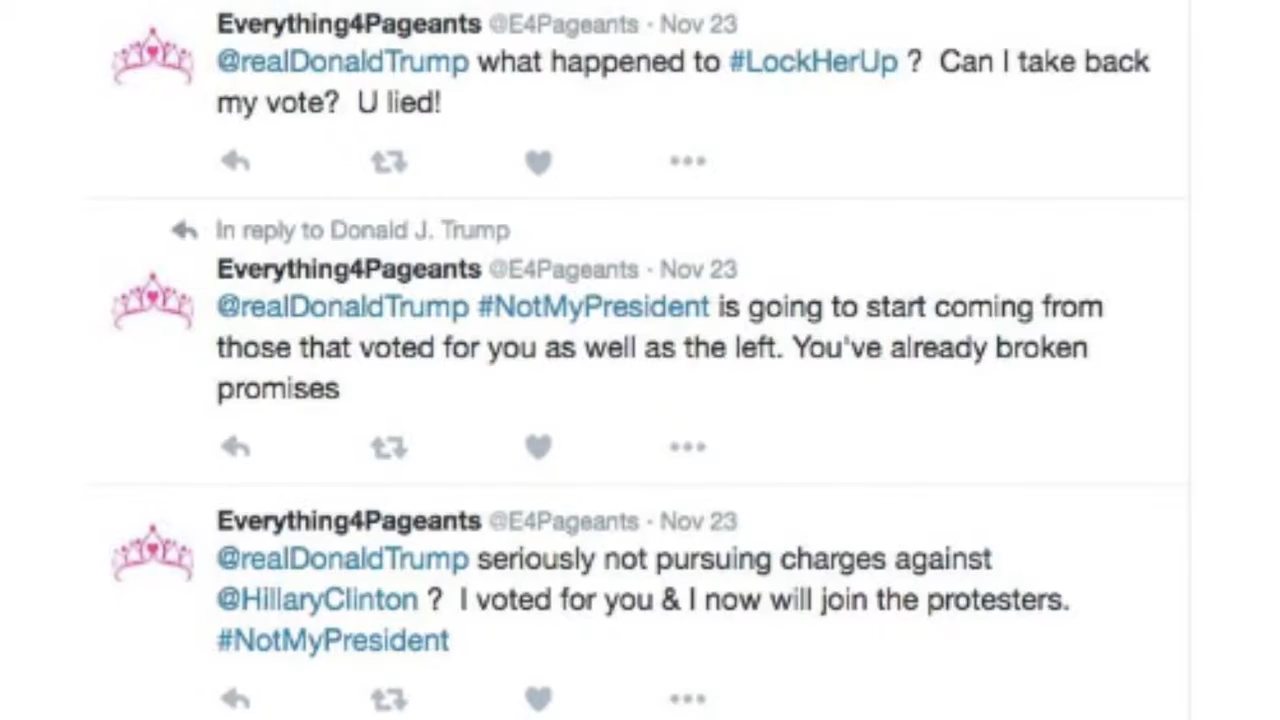 Everything4Pageants @E4Pageants · Nov 23
@realDonaldTrump what happened to #LockHerUp ? Can I take back
my vote? U lied!
In reply to Donald J. Trump
Everything4Pageants @E4Pageants · Nov 23
@realDonaldTrump #NotMyPresident is going to start coming from
those that voted for you as well as the left. You've already broken
promises
Everything4Pageants @E4Pageants · Nov 23
@realDonaldTrump seriously not pursuing charges against
@HillaryClinton ? I voted for you & I now will join the protesters.
#NotMyPresident